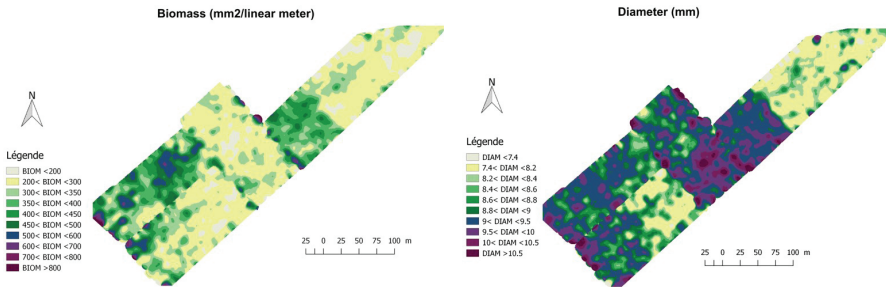 Biomass (mm2/linear meter)
N
Légende
BIOM <200
200< BIOM <300
300< BIOM <350
350< BIOM <400
400< BIOM <450
450< BIOM <500
500< BIOM <600
600< BIOM <700
700< BIOM <800
BIOM >800
25 0 25 50 75 100 m
Diameter (mm)
N
Légende
DIAM <7.4
7.4< DIAM <8.2
8.2< DIAM <8.4
8.4< DIAM <8.6
8.6< DIAM <8.8
8.8< DIAM <9
9< DIAM <9.5
9.5< DIAM <10
10< DIAM <10.5
DIAM >10.5
25 0 25 50 75 100 m